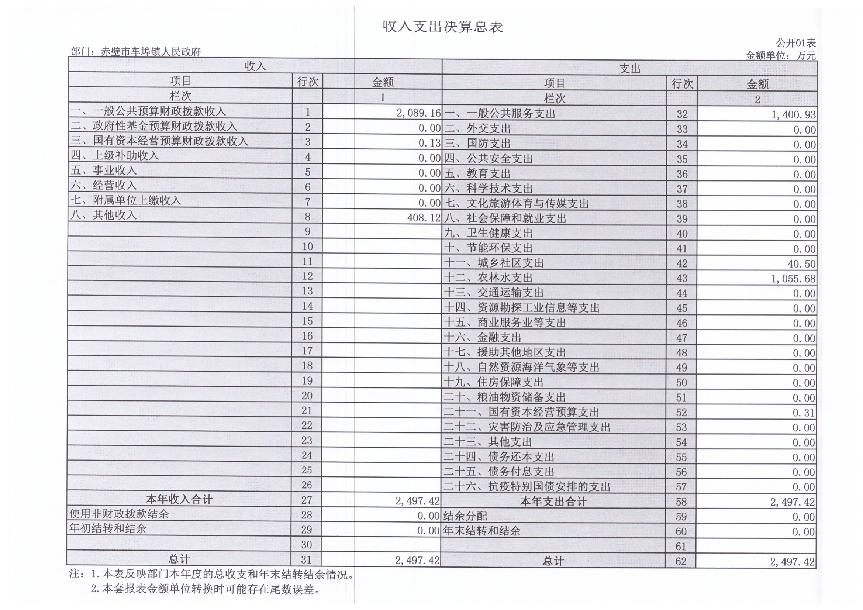 收入支出决算总表
公开01表
部门：赤壁市车埠镇人民政府 金额单位：万元
收入 支出
项目 行次 金额 项目 行次 金额
栏次 1 栏次 2
一、一般公共预算财政拨款收入 1 2,089.16 一、一般公共服务支出 32 1,400.93
二、政府性基金预算财政拨款收入 2 0.00 二、外交支出 33 0.00
三、国有资本经营预算财政拨款收入 3 0.13 三、国防支出 34 0.00
四、上级补助收入 4 0.00 四、公共安全支出 35 0.00
五、事业收入 5 0.00 五、教育支出 36 0.00
六、经营收入 6 0.00 六、科学技术支出 37 0.00
七、附属单位上缴收入 7 0.00 七、文化旅游体育与传媒支出 38 0.00
八、其他收入 8 408.12 八、社会保障和就业支出 39 0.00
9 九、卫生健康支出 40 0.00
10 十、节能环保支出 41 0.00
11 十一、城乡社区支出 42 40.50
12 十二、农林水支出 43 1,055.68
13 十三、交通运输支出 44 0.00
14 十四、资源勘探工业信息等支出 45 0.00
15 十五、商业服务业等支出 46 0.00
16 十六、金融支出 47 0.00
17 十七、援助其他地区支出 48 0.00
18 十八、自然资源海洋气象等支出 49 0.00
19 十九、住房保障支出 50 0.00
20 二十、粮油物资储备支出 51 0.00
21 二十一、国有资本经营预算支出 52 0.31
22 二十二、灾害防治及应急管理支出 53 0.00
23 二十三、其他支出 54 0.00
24 二十四、债务还本支出 55 0.00
25 二十五、债务付息支出 56 0.00
26 二十六、抗疫特别国债安排的支出 57 0.00
本年收入合计 27 2,497.42 本年支出合计 58 2,497.42
使用非财政拨款结余 28 0.00 结余分配 59 0.00
年初结转和结余 29 0.00 年末结转和结余 60 0.00
30 61
总计 31 2,497.42 总计 62 2,497.42
注：1.本表反映部门本年度的总收支和年末结转结余情况。
2.本套报表金额单位转换时可能存在尾数误差。